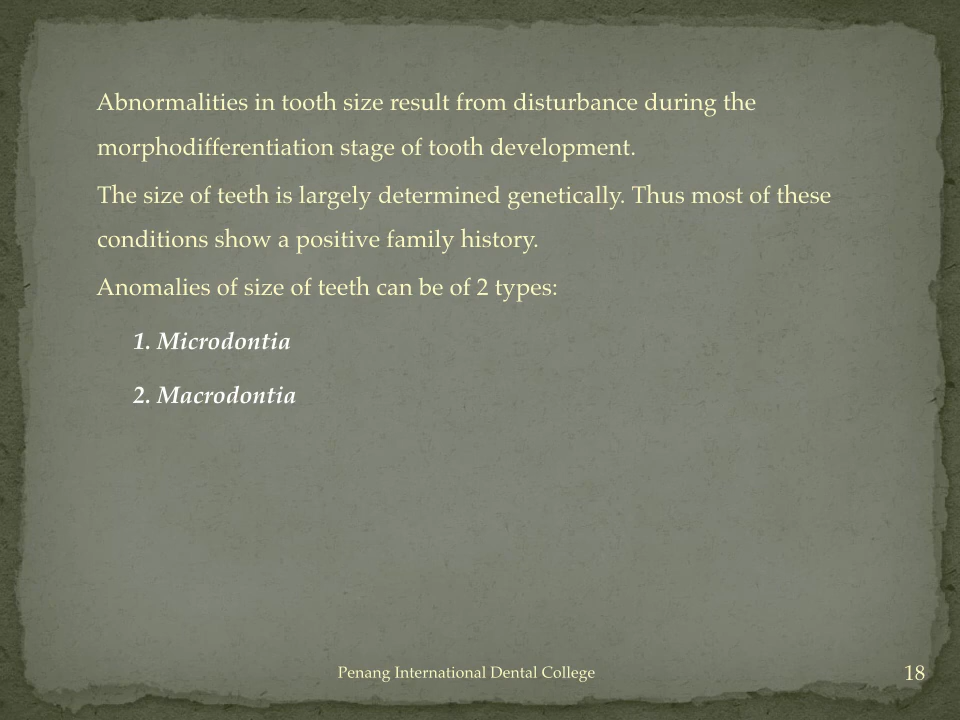 Abnormalities in tooth size result from disturbance during the
morphodifferentiation stage of tooth development.
The size of teeth is largely determined genetically. Thus most of these
conditions show a positive family history.
Anomalies of size of teeth can be of 2 types:
1. Microdontia
2. Macrodontia
Penang International Dental College
18